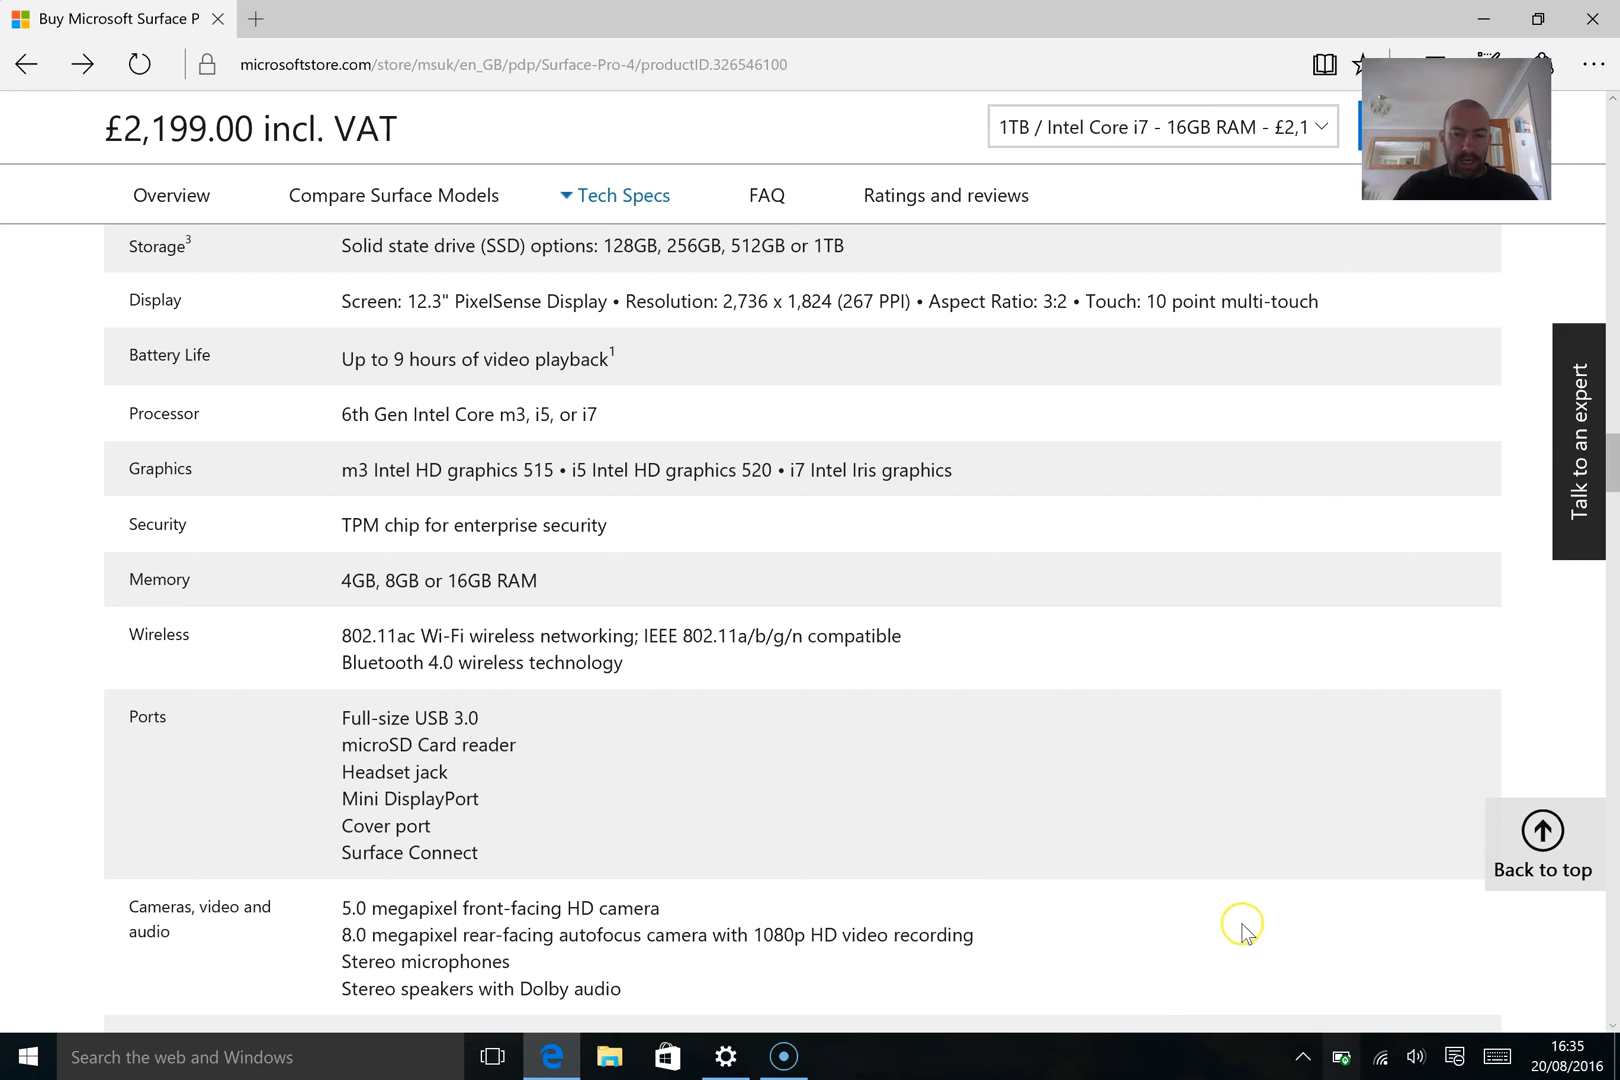 Buy Microsoft Surface P
microsoftstore.com/store/msuk/en_GB/pdp/Surface-Pro-4/productID.326546100
£2,199.00 incl. VAT
1TB / Intel Core i7 - 16GB RAM - £2,1
Overview
Compare Surface Models
Tech Specs
FAQ
Ratings and reviews
Storage3
Solid state drive (SSD) options: 128GB, 256GB, 512GB or 1TB
Display
Screen: 12.3" PixelSense Display • Resolution: 2,736 x 1,824 (267 PPI) • Aspect Ratio: 3:2 • Touch: 10 point multi-touch
Battery Life
Up to 9 hours of video playback1
Processor
6th Gen Intel Core m3, i5, or i7
Graphics
m3 Intel HD graphics 515 • i5 Intel HD graphics 520 • i7 Intel Iris graphics
Security
TPM chip for enterprise security
Memory
4GB, 8GB or 16GB RAM
Wireless
802.11ac Wi-Fi wireless networking; IEEE 802.11a/b/g/n compatible
Bluetooth 4.0 wireless technology
Ports
Full-size USB 3.0
microSD Card reader
Headset jack
Mini DisplayPort
Cover port
Surface Connect
Cameras, video and
audio
5.0 megapixel front-facing HD camera
8.0 megapixel rear-facing autofocus camera with 1080p HD video recording
Stereo microphones
Stereo speakers with Dolby audio
Talk to an expert
Back to top
Search the web and Windows
16:35
20/08/2016